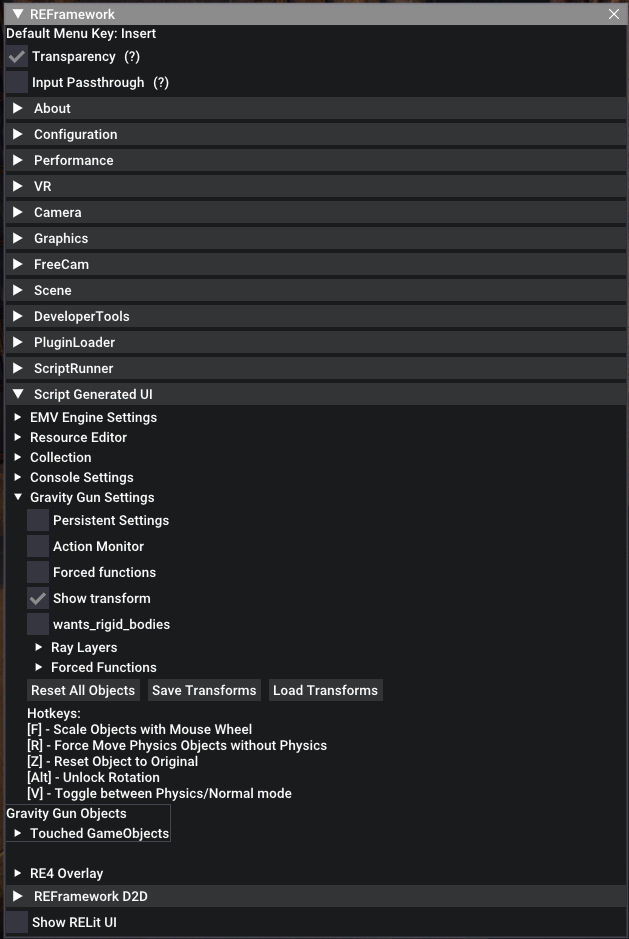 REFramework
Default Menu Key: Insert
Transparency (?)
Input Passthrough (?)
About
Configuration
Performance
VR
Camera
Graphics
FreeCam
Scene
DeveloperTools
PluginLoader
ScriptRunner
Script Generated UI
EMV Engine Settings
Resource Editor
Collection
Console Settings
Gravity Gun Settings
Persistent Settings
Action Monitor
Forced functions
Show transform
wants_rigid_bodies
Ray Layers
Forced Functions
Reset All Objects Save Transforms Load Transforms
Hotkeys:
[F] - Scale Objects with Mouse Wheel
[R] - Force Move Physics Objects without Physics
[Z] - Reset Object to Original
[Alt] - Unlock Rotation
[V] - Toggle between Physics/Normal mode
Gravity Gun Objects
Touched GameObjects
RE4 Overlay
REFramework D2D
Show RELit UI